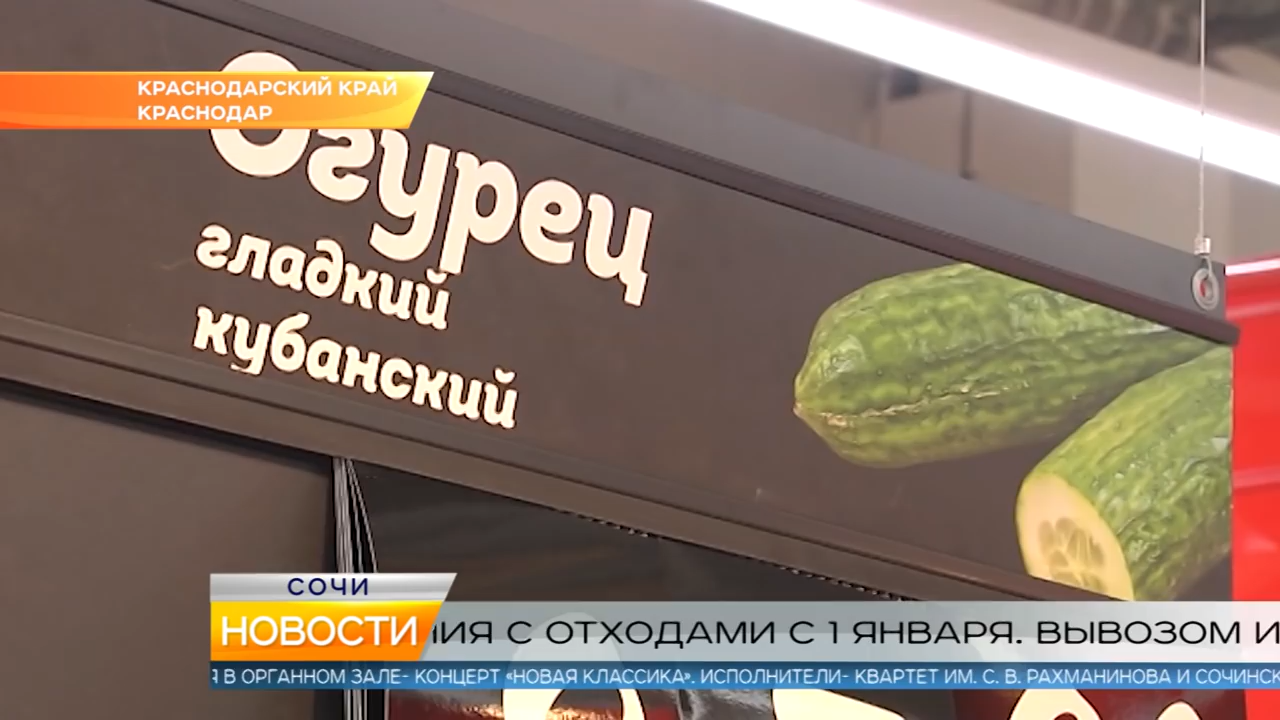 КРАСНОДАРСКИЙ КРАЙ
КРАСНОДАР
Огурец
гладкий
кубанский
СОЧИ
НОВОСТИ
НИЯ С ОТХОДАМИ С 1 ЯНВАРЯ. ВЫВОЗОМ И
Я В ОРГАННОМ ЗАЛЕ- КОНЦЕРТ «НОВАЯ КЛАССИКА». ИСПОЛНИТЕЛИ- КВАРТЕТ ИМ. С. В. РАХМАНИНОВА И СОЧИНСК